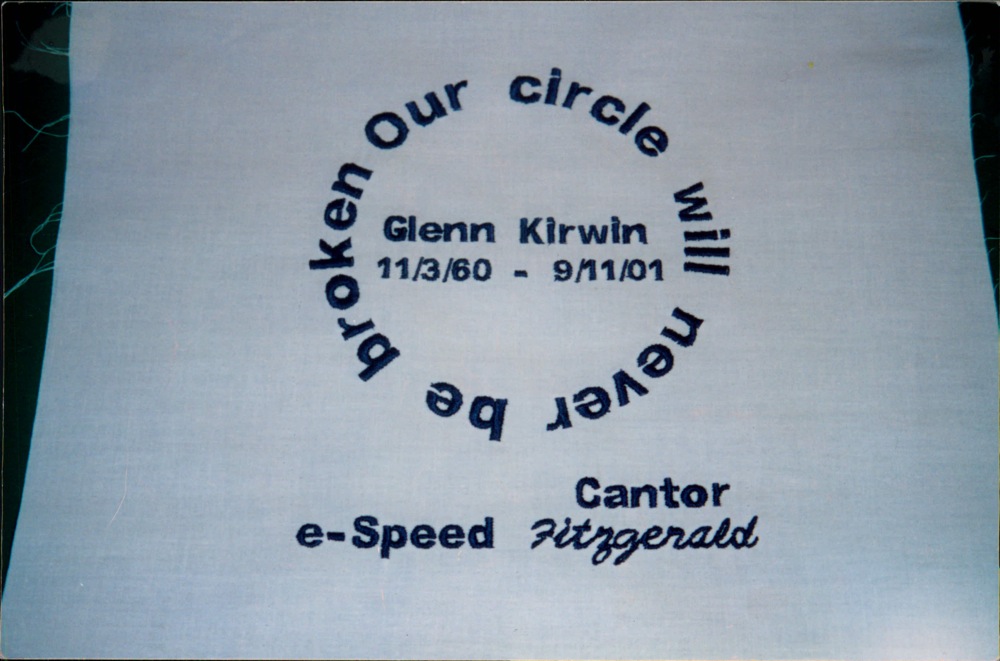 Our circle will never be broken
Glenn Kirwin
11/3/60 - 9/11/01
Cantor
e-Speed Fitzgerald